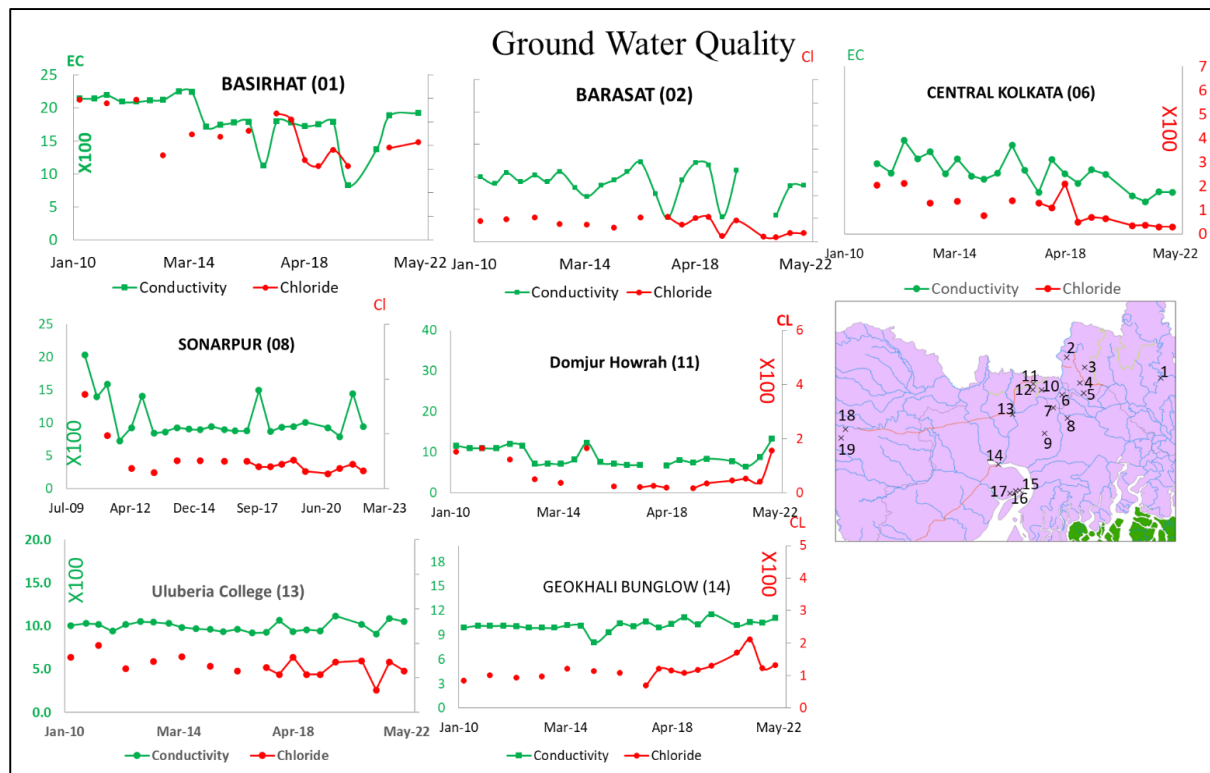 Ground Water Quality
EC
BASIRHAT (01)
X100
25
20
15
10
5
0
Jan-10 Mar-14 Apr-18 May-22
Conductivity Chloride
Cl
BARASAT (02)
Jan-10 Mar-14 Apr-18 May-22
Conductivity Chloride
EC
CENTRAL KOLKATA (06)
X100
7
6
5
4
3
2
1
0
Jan-10 Mar-14 Apr-18 May-22
Conductivity Chloride
Cl
SONARPUR (08)
X100
25
20
15
10
5
0
Jul-09 Apr-12 Dec-14 Sep-17 Jun-20 Mar-23
CL
Domjur Howrah (11)
X100
40
30
20
10
0
6
4
2
0
Jan-10 Mar-14 Apr-18 May-22
1
2
3
4
5
6
7
8
9
10
11
12
13
14
15
16
17
18
19
Uluberia College (13)
X100
20.0
15.0
10.0
5.0
0.0
Jan-10 Mar-14 Apr-18 May-22
Conductivity Chloride
CL
GEOKHALI BUNGLOW (14)
X100
18
15
12
9
6
3
0
5
4
3
2
1
0
Jan-10 Mar-14 Apr-18 May-22
Conductivity Chloride